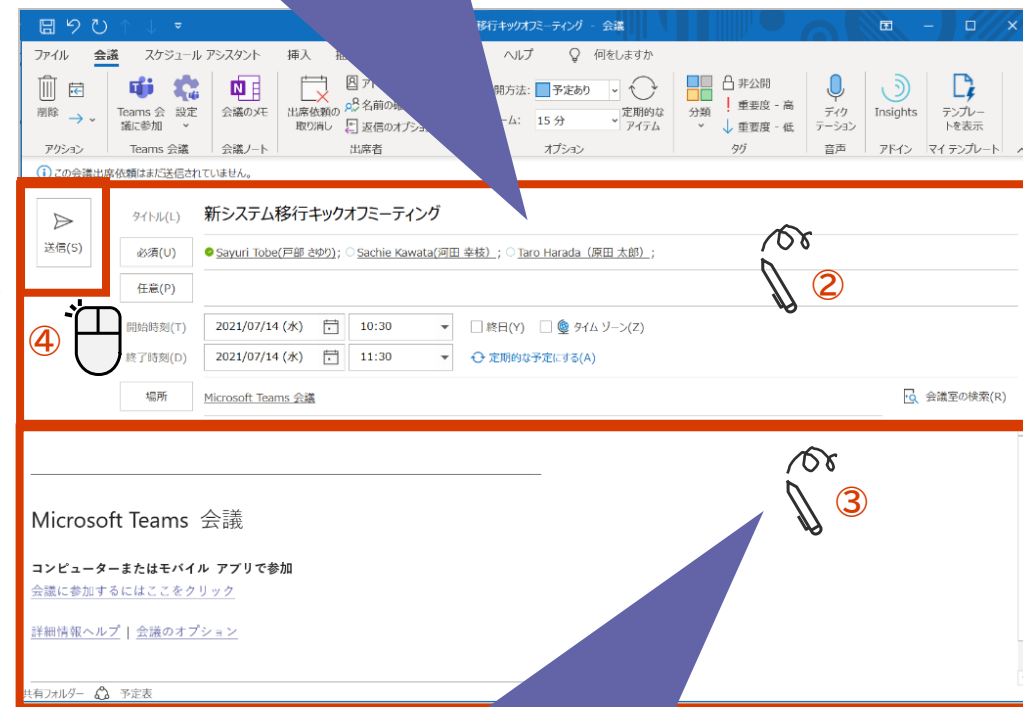 移行キックオフミーティング - 会議
ファイル 会議 スケジュール アシスタント 挿入 ヘルプ 何をしますか
削除 Teams 会議に参加 設定 会議のメモ 出席依頼の取り消し 名前の 返信のオプション 予定あり 15 分 定期的なアイテム 分類 非公開 重要度 - 高 重要度 - 低 ディクテーション Insights テンプレートを表示
アクション Teams 会議 会議ノート 出席者 オプション タグ 音声 アドイン マイ テンプレート
この会議出席依頼はまだ送信されていません。
送信(S)
タイトル(L) 新システム移行キックオフミーティング
必須(U) Sayuri Tobe(戸部 さゆり); Sachie Kawata(河田 幸枝) ; Taro Harada（原田 太郎） ;
②
任意(P)
④
開始時刻(T) 2021/07/14 (水) 10:30 終日(Y) タイム ゾーン(Z)
終了時刻(D) 2021/07/14 (水) 11:30 定期的な予定にする(A)
場所 Microsoft Teams 会議 会議室の検索(R)
③
Microsoft Teams 会議
コンピューターまたはモバイル アプリで参加
会議に参加するにはここをクリック
詳細情報ヘルプ | 会議のオプション
共有フォルダー 予定表